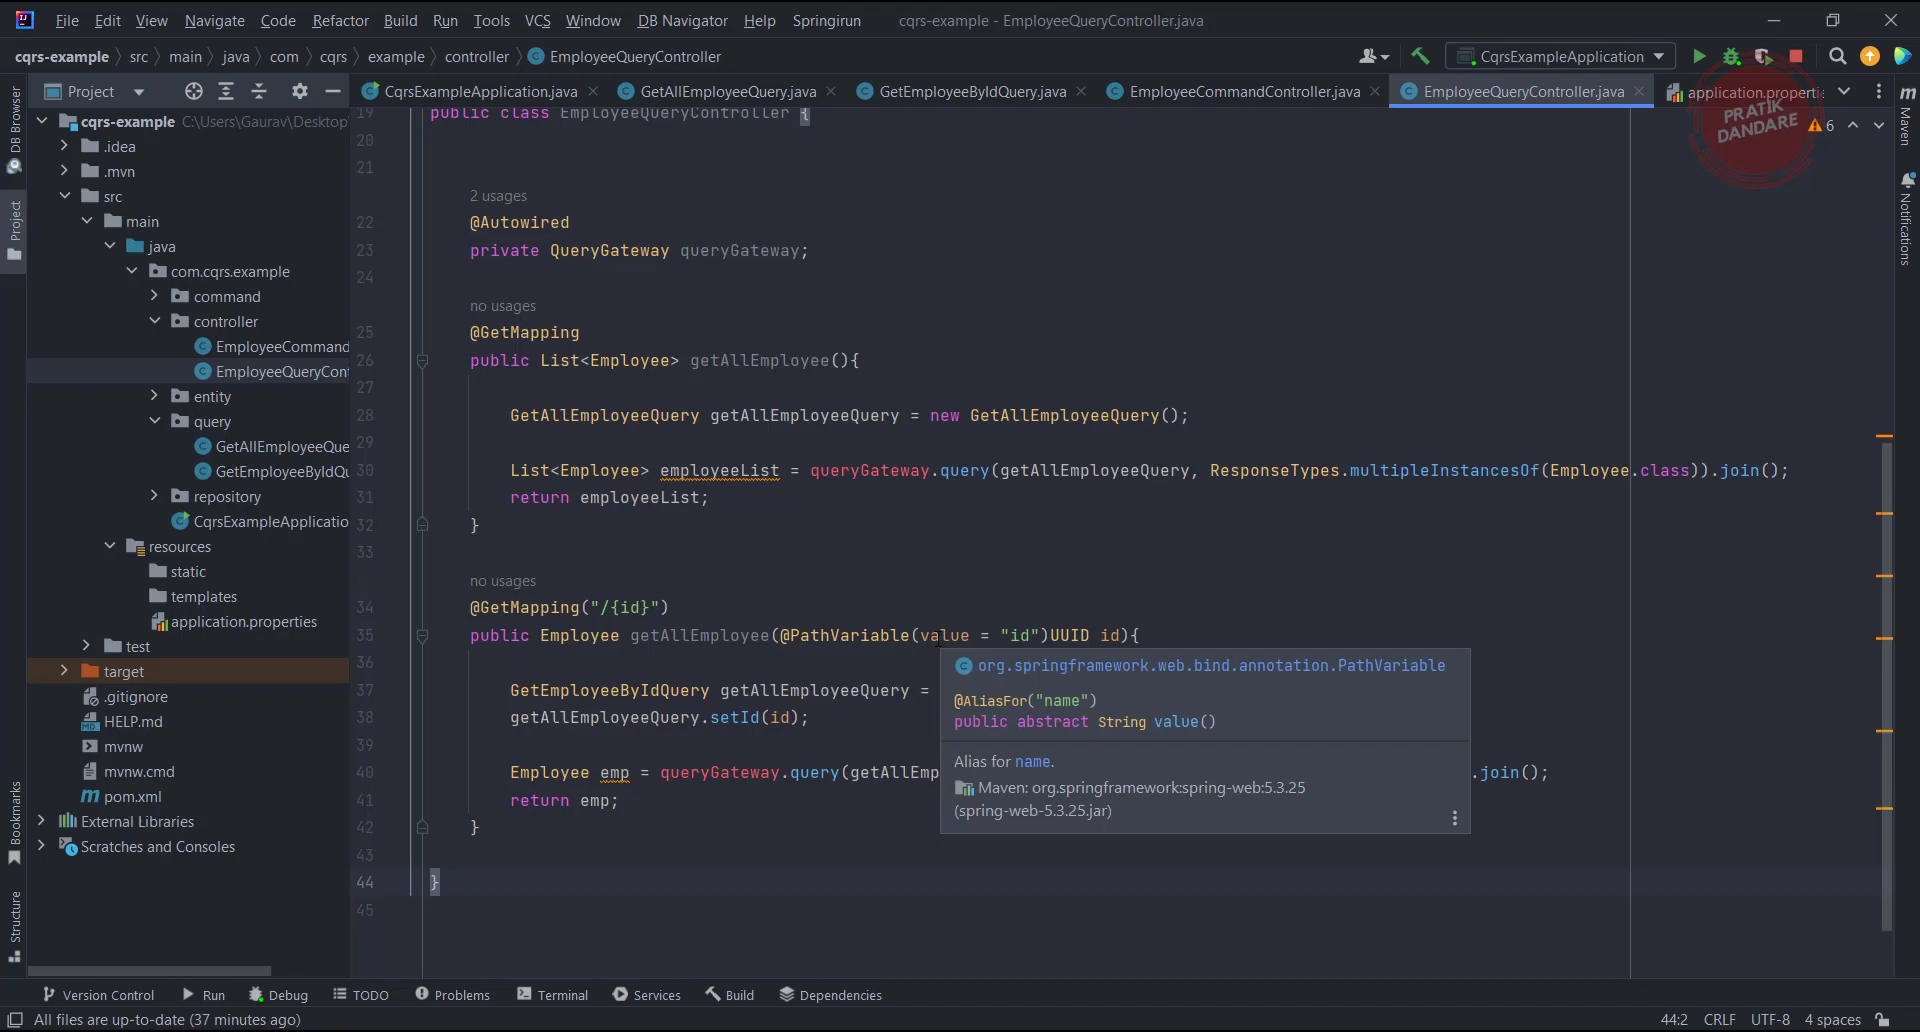 File Edit View Navigate Code Refactor Build Run Tools VCS Window DB Navigator Help Springirun cqrs-example - EmployeeQueryController.java
cqrs-example src main java com cqrs example controller EmployeeQueryController CqrsExampleApplication
Project CqrsExampleApplication.java GetAllEmployeeQuery.java GetEmployeeByIdQuery.java EmployeeCommandController.java EmployeeQueryController.java application.properti
DB Browser
Project
Bookmarks
Structure
cqrs-example C:\Users\Gaurav\Desktop
.idea
.mvn
src
main
java
com.cqrs.example
command
controller
EmployeeCommand
EmployeeQueryCont
entity
query
GetAllEmployeeQue
GetEmployeeByIdQu
repository
CqrsExampleApplicatio
resources
static
templates
application.properties
test
target
.gitignore
HELP.md
mvnw
mvnw.cmd
pom.xml
External Libraries
Scratches and Consoles
19 public class EmployeeQueryController {
20
21
2 usages
22 @Autowired
23 private QueryGateway queryGateway;
24
no usages
25 @GetMapping
26 public List<Employee> getAllEmployee(){
27
28 GetAllEmployeeQuery getAllEmployeeQuery = new GetAllEmployeeQuery();
29
30 List<Employee> employeeList = queryGateway.query(getAllEmployeeQuery, ResponseTypes.multipleInstancesOf(Employee.class)).join();
31 return employeeList;
32 }
33
no usages
34 @GetMapping("/{id}")
35 public Employee getAllEmployee(@PathVariable(value = "id")UUID id){
36
37 GetEmployeeByIdQuery getAllEmployeeQuery =
38 getAllEmployeeQuery.setId(id);
39
40 Employee emp = queryGateway.query(getAllEmp .join();
41 return emp;
42 }
43
44 }
45
org.springframework.web.bind.annotation.PathVariable
@AliasFor("name")
public abstract String value()
Alias for name.
Maven: org.springframework:spring-web:5.3.25
(spring-web-5.3.25.jar)
PRATIK
DANDARE
6
m
Maven
Notifications
Version Control Run Debug TODO Problems Terminal Services Build Dependencies
All files are up-to-date (37 minutes ago) 44:2 CRLF UTF-8 4 spaces